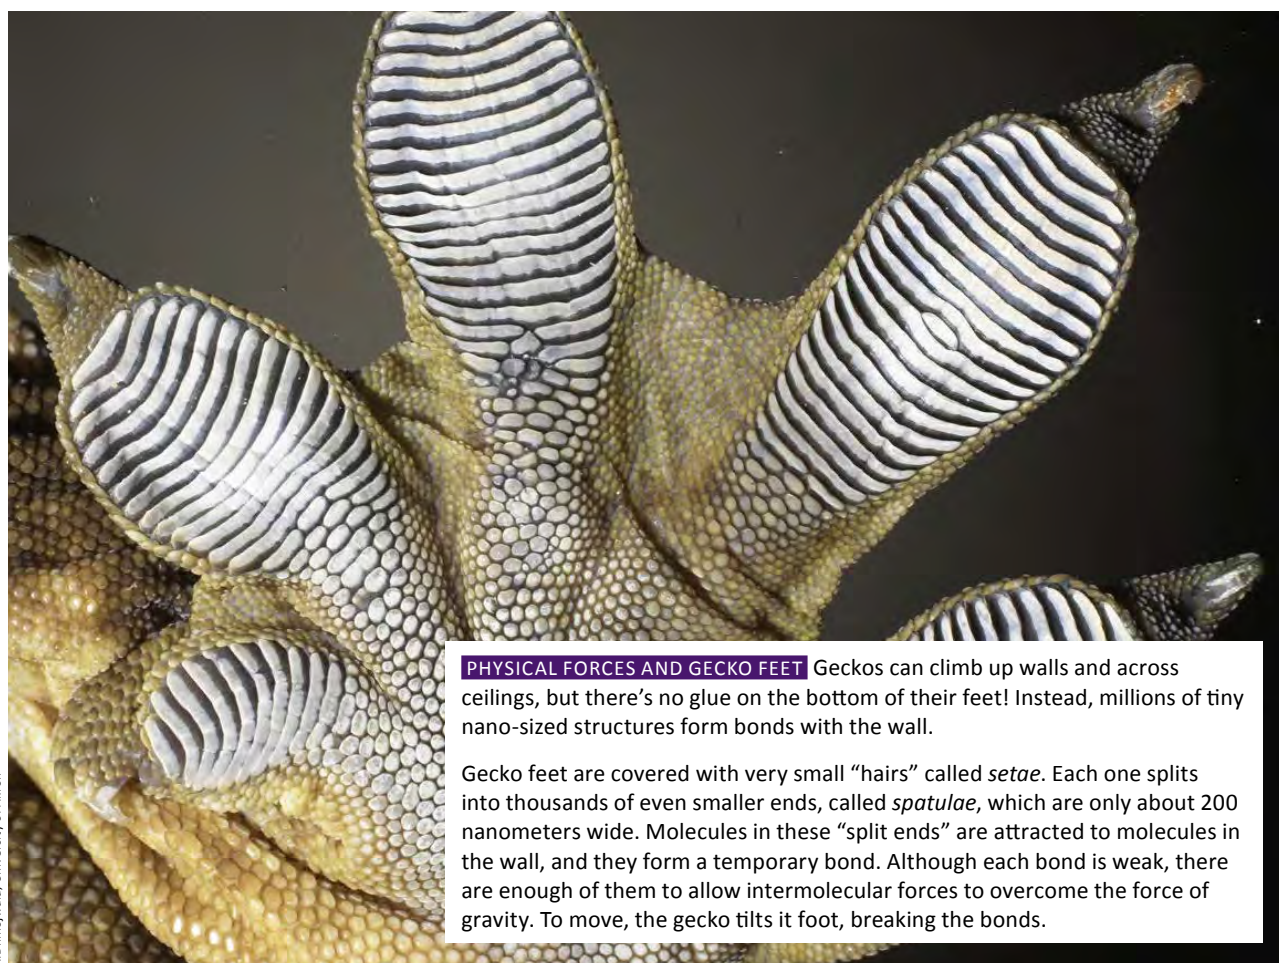 PHYSICAL FORCES AND GECKO FEET Geckos can climb up walls and across
ceilings, but there’s no glue on the bottom of their feet! Instead, millions of tiny
nano-sized structures form bonds with the wall.
Gecko feet are covered with very small “hairs” called setae. Each one splits
into thousands of even smaller ends, called spatulae, which are only about 200
nanometers wide. Molecules in these “split ends” are attracted to molecules in
the wall, and they form a temporary bond. Although each bond is weak, there
are enough of them to allow intermolecular forces to overcome the force of
gravity. To move, the gecko tilts it foot, breaking the bonds.